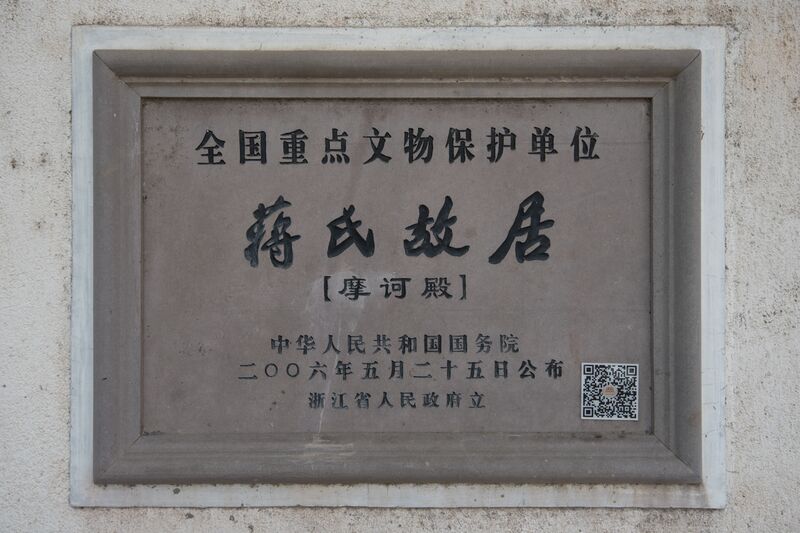 全国重点文物保护单位
蒋氏故居
[摩诃殿]
中华人民共和国国务院
二〇〇六年五月二十五日公布
浙江省人民政府立